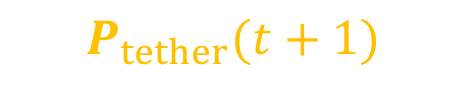 P_tether(t + 1)